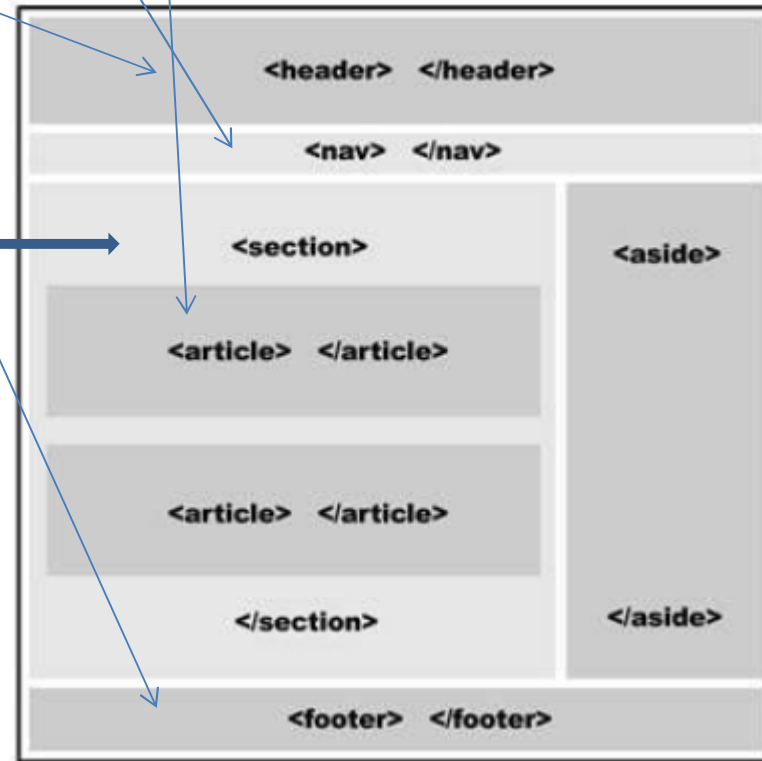 <header> </header>
<nav> </nav>
<section>
<aside>
<article> </article>
<article> </article>
</section>
</aside>
<footer> </footer>